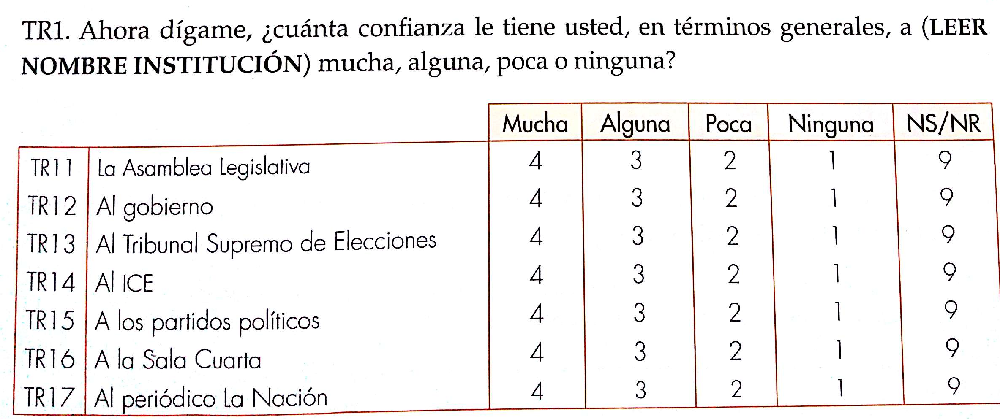 TR1. Ahora dígame, ¿cuánta confianza le tiene usted, en términos generales, a (LEER
NOMBRE INSTITUCIÓN) mucha, alguna, poca o ninguna?
Mucha Alguna Poca Ninguna NS/NR
TR11 La Asamblea Legislativa 4 3 2 1 9
TR12 Al gobierno 4 3 2 1 9
TR13 Al Tribunal Supremo de Elecciones 4 3 2 1 9
TR14 Al ICE 4 3 2 1 9
TR15 A los partidos políticos 4 3 2 1 9
TR16 A la Sala Cuarta 4 3 2 1 9
TR17 Al periódico La Nación 4 3 2 1 9